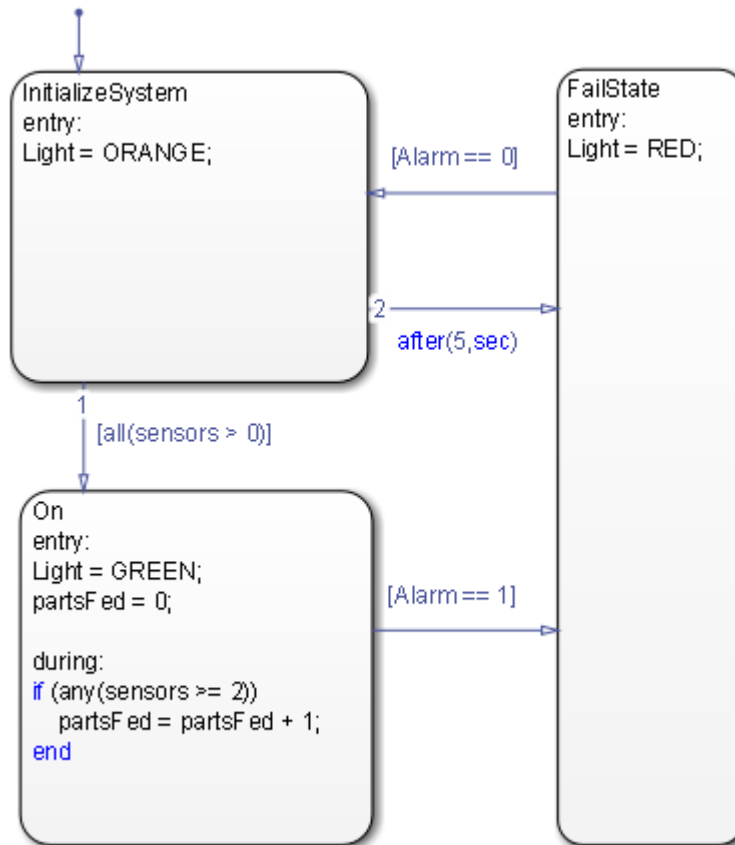 InitializeSystem
entry:
Light = ORANGE;
FailState
entry:
Light = RED;
[Alarm == 0]
2
after(5,sec)
1
[all(sensors > 0)]
On
entry:
Light = GREEN;
partsFed = 0;
during:
if (any(sensors >= 2))
partsFed = partsFed + 1;
end
[Alarm == 1]